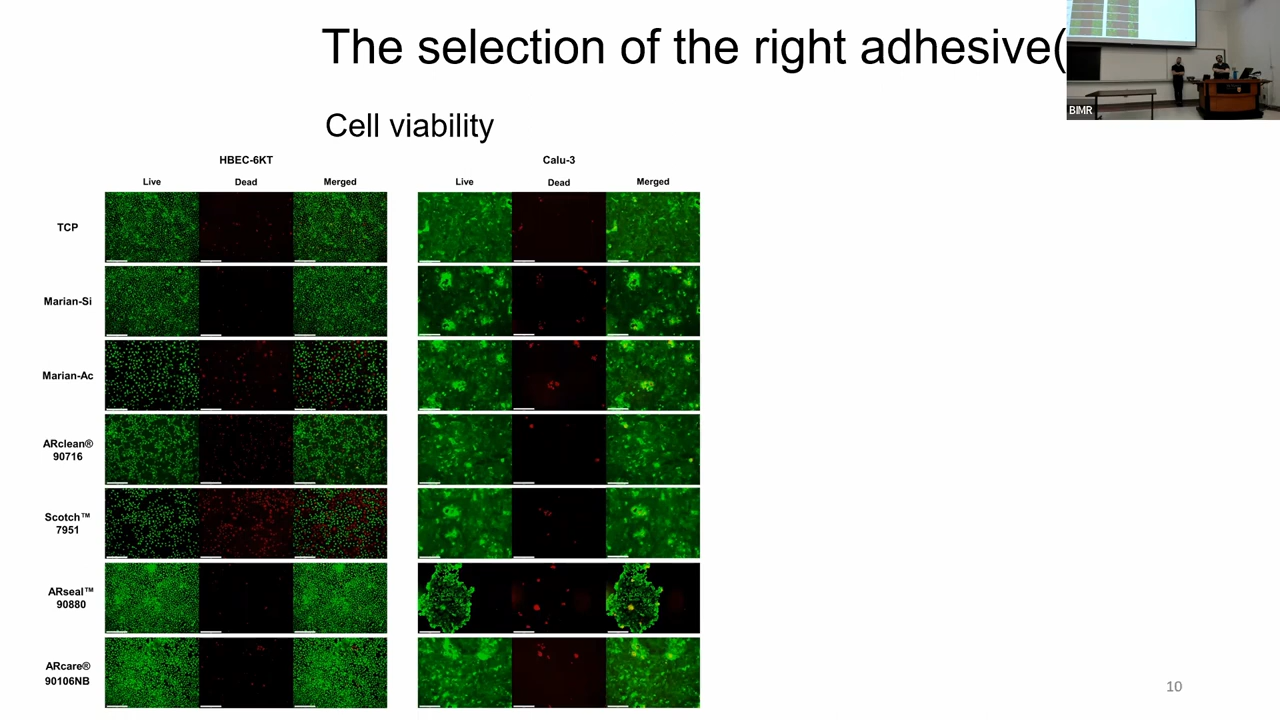 The selection of the right adhesive(
BIMR
Cell viability
HBEC-6KT
Calu-3
Live
Dead
Merged
Live
Dead
Merged
TCP
Marian-Si
Marian-Ac
ARclean®
90716
Scotch™
7951
ARseal™
90880
ARcare®
90106NB
10